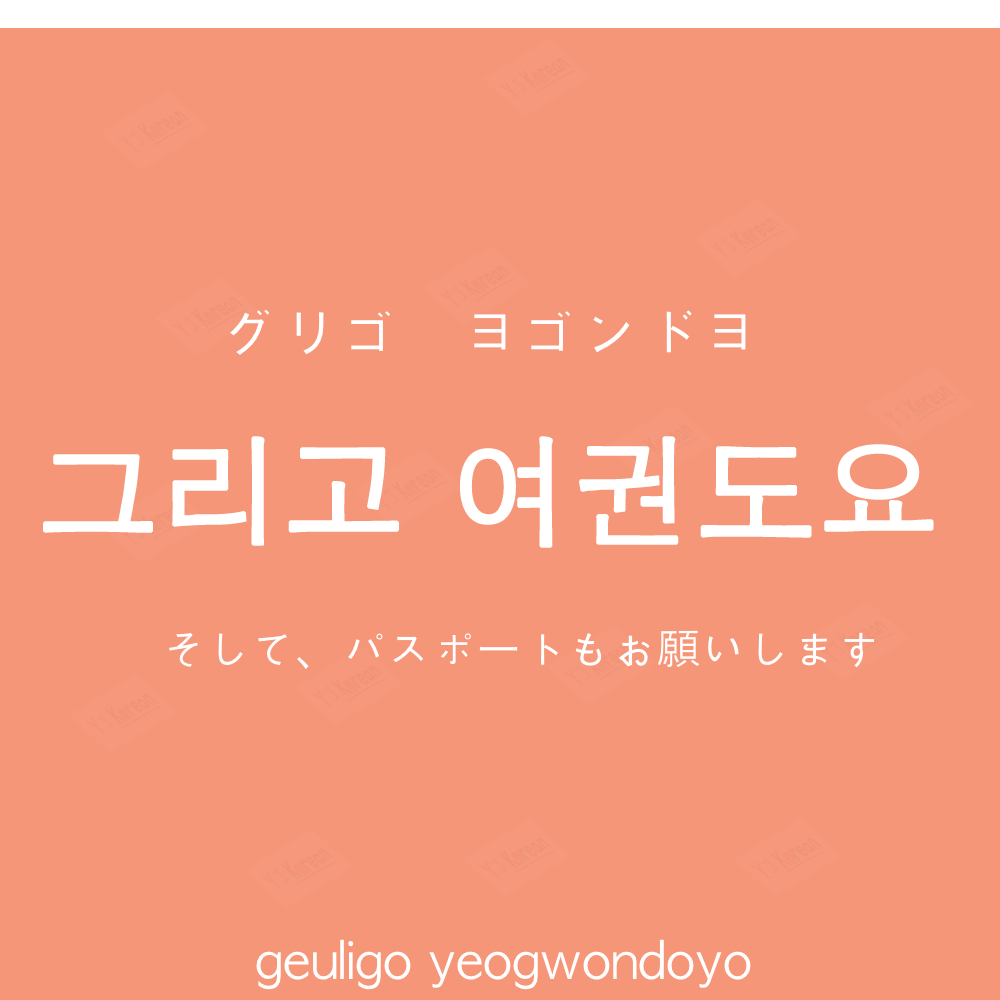 グリゴ　ヨゴンドヨ
그리고 여권도요
そして、パスポートもお願いします
geuligo yeogwondoyo